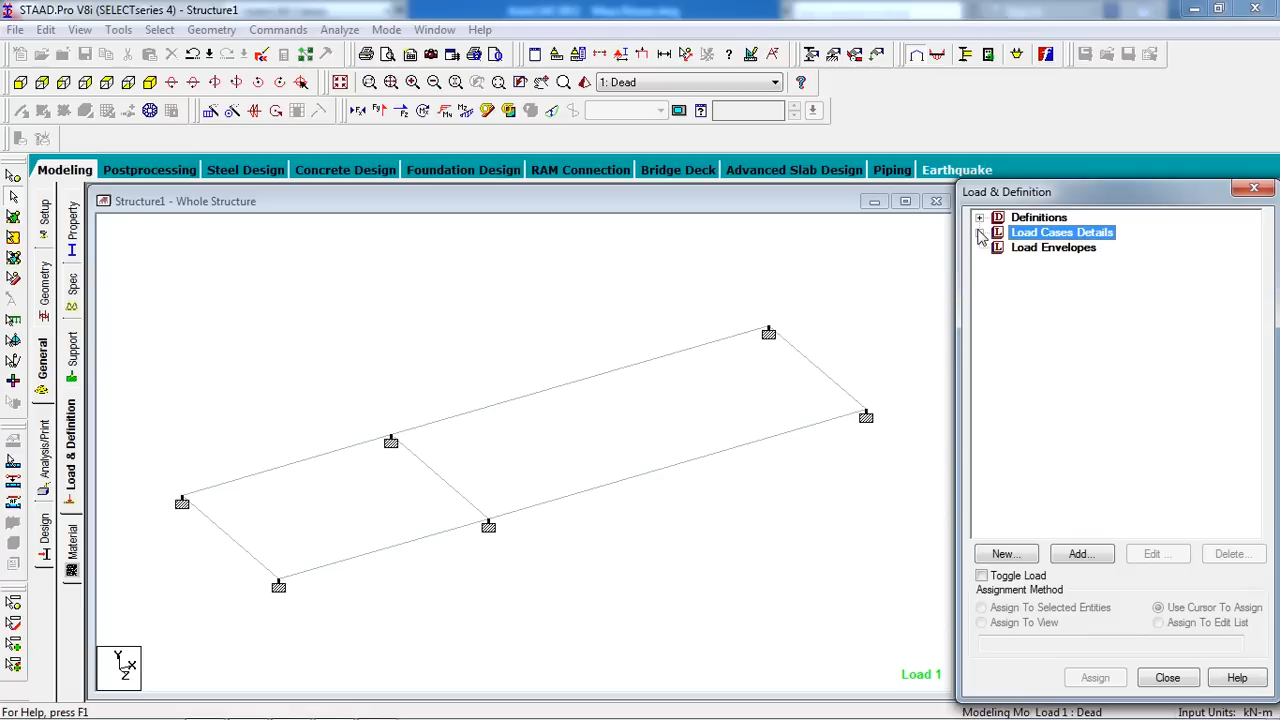 STAAD.Pro V8i (SELECTseries 4) - Structure1
File Edit View Tools Select Geometry Commands Analyze Mode Window Help
1: Dead
Modeling Postprocessing Steel Design Concrete Design Foundation Design RAM Connection Bridge Deck Advanced Slab Design Piping Earthquake
Setup
Geometry
General
Analysis/Print
Design
Property
Spec
Support
Load & Definition
Material
Structure1 - Whole Structure
Y
X
Z
Load 1
Load & Definition
Definitions
Load Cases Details
Load Envelopes
New... Add... Edit ... Delete...
Toggle Load
Assignment Method
Assign To Selected Entities Use Cursor To Assign
Assign To View Assign To Edit List
Assign Close Help
For Help, press F1 Modeling Mo Load 1 : Dead Input Units: kN-m